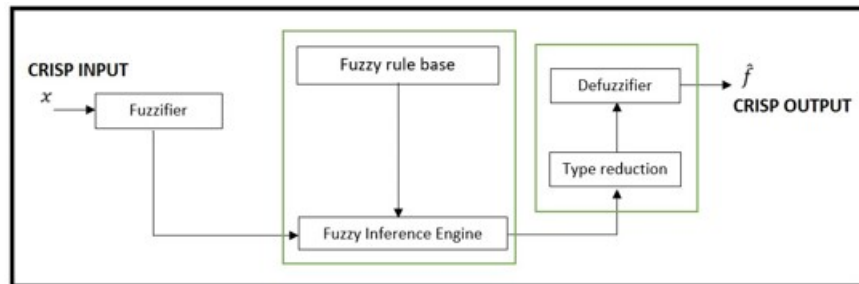 CRISP INPUT
x
Fuzzifier
Fuzzy rule base
Fuzzy Inference Engine
Defuzzifier
Type reduction
f̂
CRISP OUTPUT